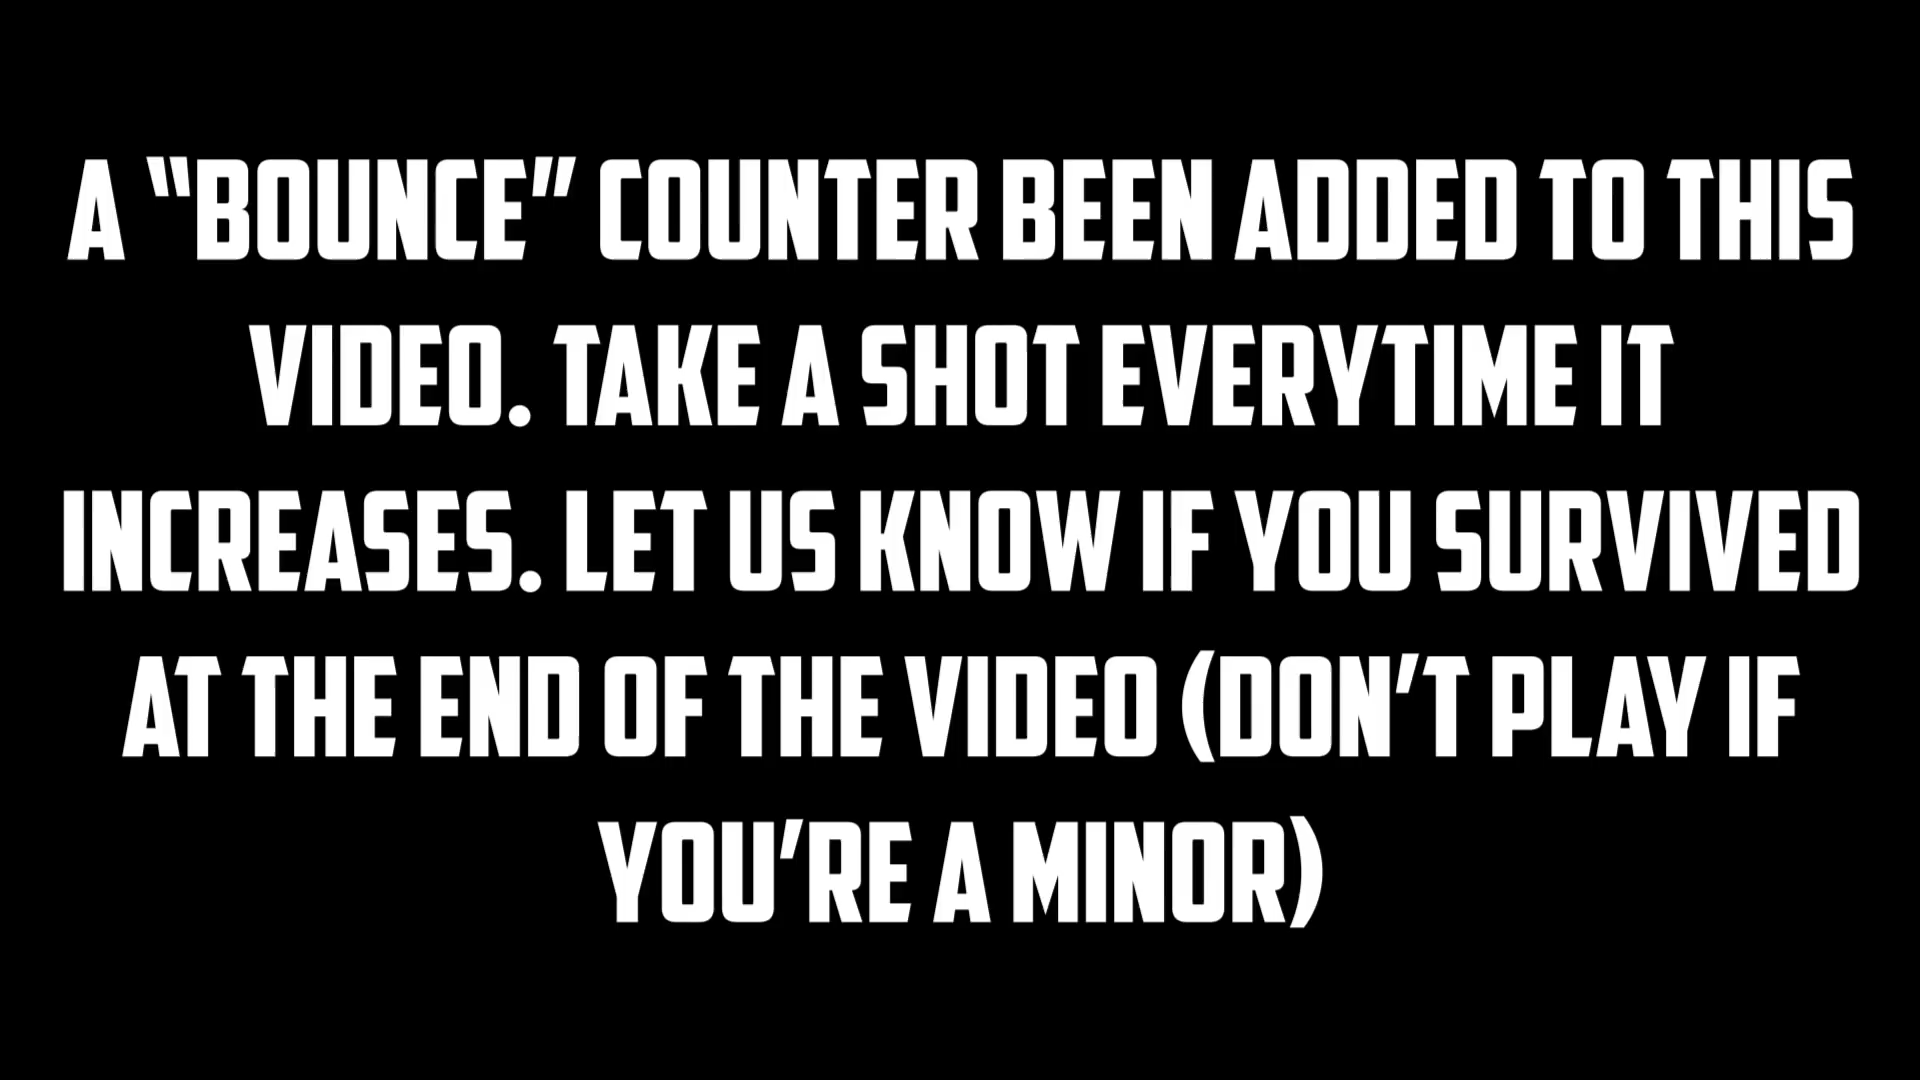 A “BOUNCE” COUNTER BEEN ADDED TO THIS
VIDEO. TAKE A SHOT EVERYTIME IT
INCREASES. LET US KNOW IF YOU SURVIVED
AT THE END OF THE VIDEO (DON’T PLAY IF
YOU’RE A MINOR)